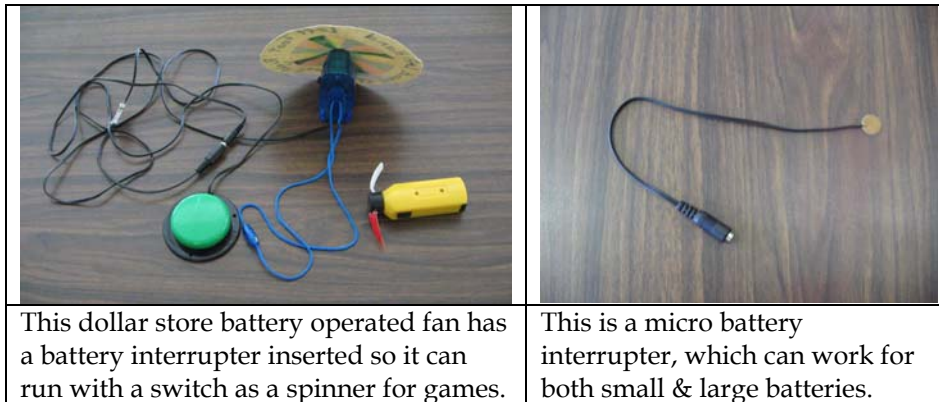 This dollar store battery operated fan has
a battery interrupter inserted so it can
run with a switch as a spinner for games.
This is a micro battery
interrupter, which can work for
both small & large batteries.